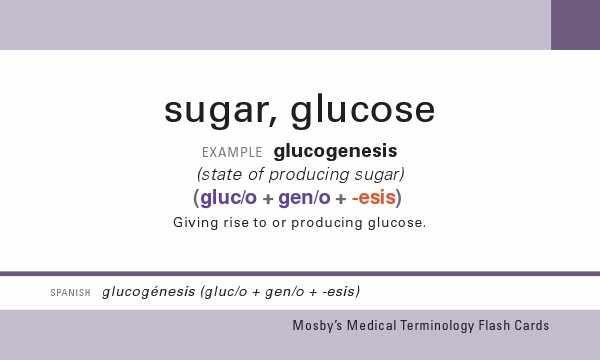 sugar, glucose
EXAMPLE glucogenesis
(state of producing sugar)
(gluc/o + gen/o + -esis)
Giving rise to or producing glucose.
SPANISH glucogénesis (gluc/o + gen/o + -esis)
Mosby's Medical Terminology Flash Cards